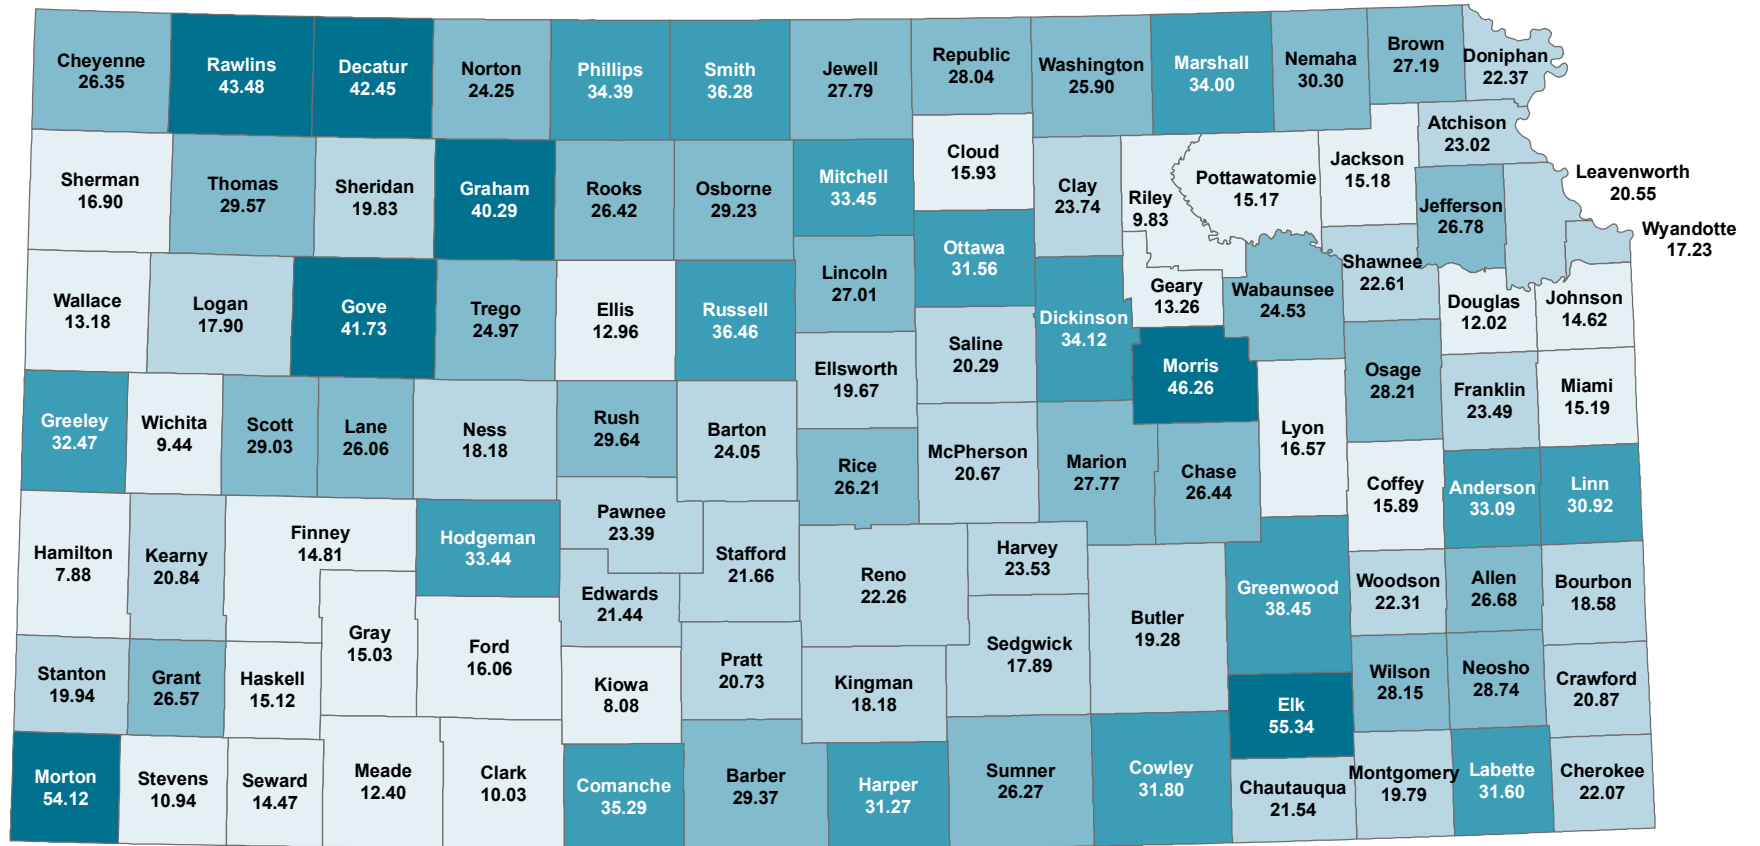 Cheyenne
26.35
Rawlins
43.48
Decatur
42.45
Norton
24.25
Phillips
34.39
Smith
36.28
Jewell
27.79
Republic
28.04
Washington
25.90
Marshall
34.00
Nemaha
30.30
Brown
27.19
Doniphan
22.37
Sherman
16.90
Thomas
29.57
Sheridan
19.83
Graham
40.29
Rooks
26.42
Osborne
29.23
Mitchell
33.45
Cloud
15.93
Clay
23.74
Riley
9.83
Pottawatomie
15.17
Jackson
15.18
Atchison
23.02
Jefferson
26.78
Leavenworth
20.55
Wyandotte
17.23
Wallace
13.18
Logan
17.90
Gove
41.73
Trego
24.97
Ellis
12.96
Russell
36.46
Lincoln
27.01
Ottawa
31.56
Dickinson
34.12
Geary
13.26
Wabaunsee
24.53
Shawnee
22.61
Douglas
12.02
Johnson
14.62
Ellsworth
19.67
Saline
20.29
Morris
46.26
Osage
28.21
Franklin
23.49
Miami
15.19
Greeley
32.47
Wichita
9.44
Scott
29.03
Lane
26.06
Ness
18.18
Rush
29.64
Barton
24.05
Rice
26.21
McPherson
20.67
Marion
27.77
Chase
26.44
Lyon
16.57
Coffey
15.89
Anderson
33.09
Linn
30.92
Hamilton
7.88
Kearny
20.84
Finney
14.81
Hodgeman
33.44
Pawnee
23.39
Stafford
21.66
Edwards
21.44
Reno
22.26
Harvey
23.53
Butler
19.28
Greenwood
38.45
Woodson
22.31
Allen
26.68
Bourbon
18.58
Gray
15.03
Ford
16.06
Sedgwick
17.89
Stanton
19.94
Grant
26.57
Haskell
15.12
Kiowa
8.08
Pratt
20.73
Kingman
18.18
Elk
55.34
Wilson
28.15
Neosho
28.74
Crawford
20.87
Morton
54.12
Stevens
10.94
Seward
14.47
Meade
12.40
Clark
10.03
Comanche
35.29
Barber
29.37
Harper
31.27
Sumner
26.27
Cowley
31.80
Chautauqua
21.54
Montgomery
19.79
Labette
31.60
Cherokee
22.07